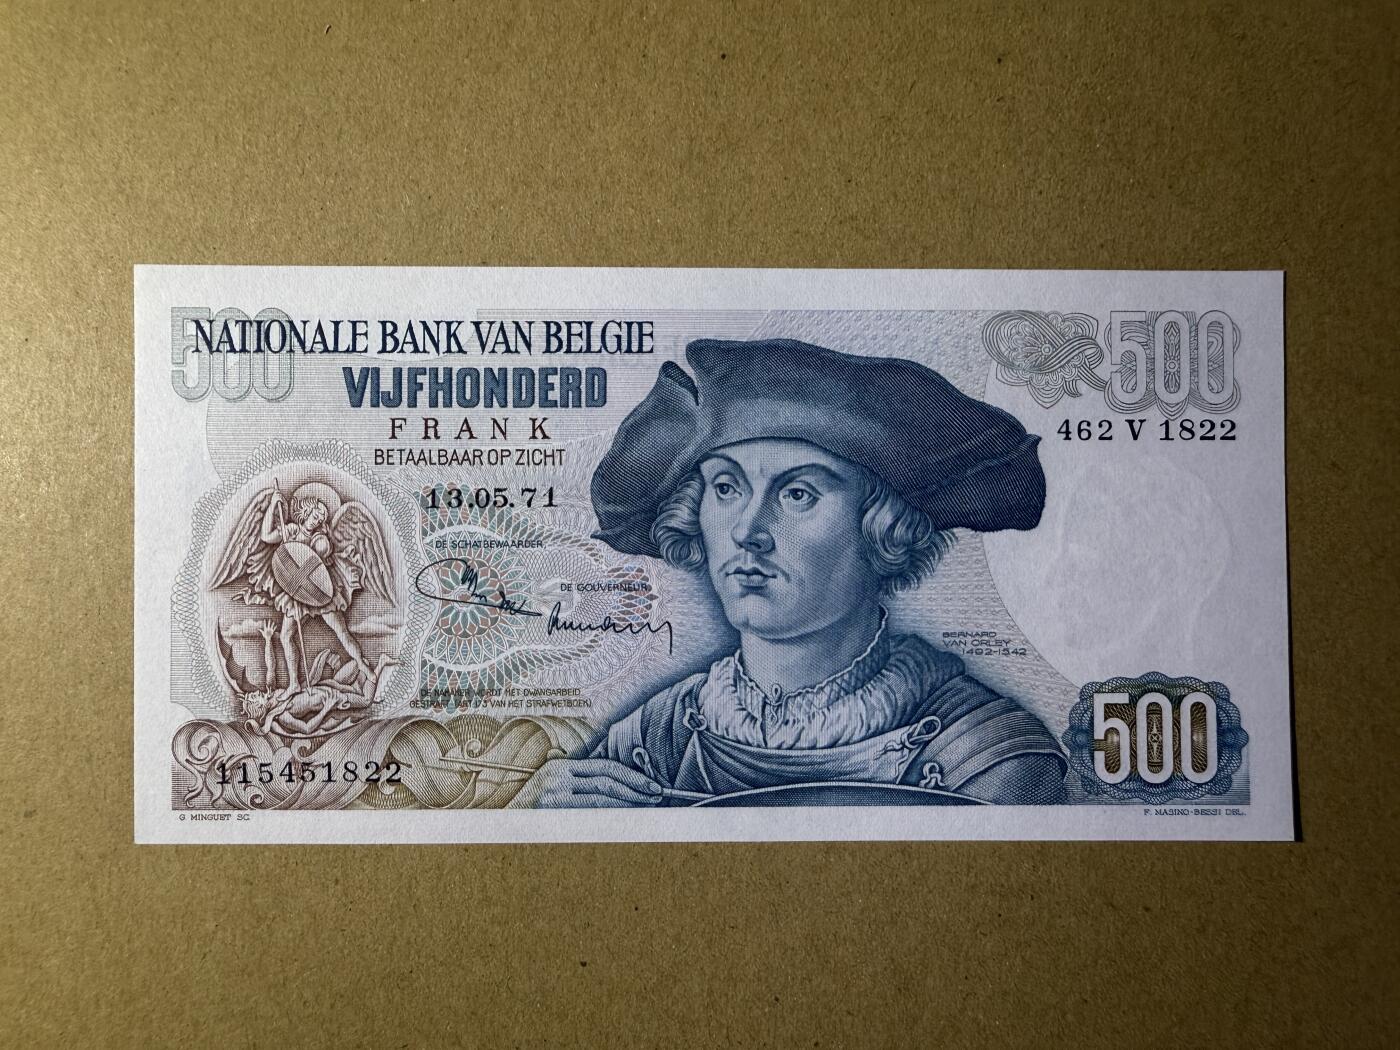 500
NATIONALE BANK VAN BELGIE
500
VIJFHONDERD
FRANK
462 V 1822
BETAALBAAR OP ZICHT
13.05.71
DE SCHATBEWAARDER,
DE GOUVERNEUR,
BERNARD
VAN ORLEY
1492-1542
DE NAMAKER WORDT MET DWANGARBEID
GESTRAFT (ART 173 VAN HET STRAFWETBOEK)
500
115451822
G. MINGUET SC.
F. MASINO-BESSI DEL.